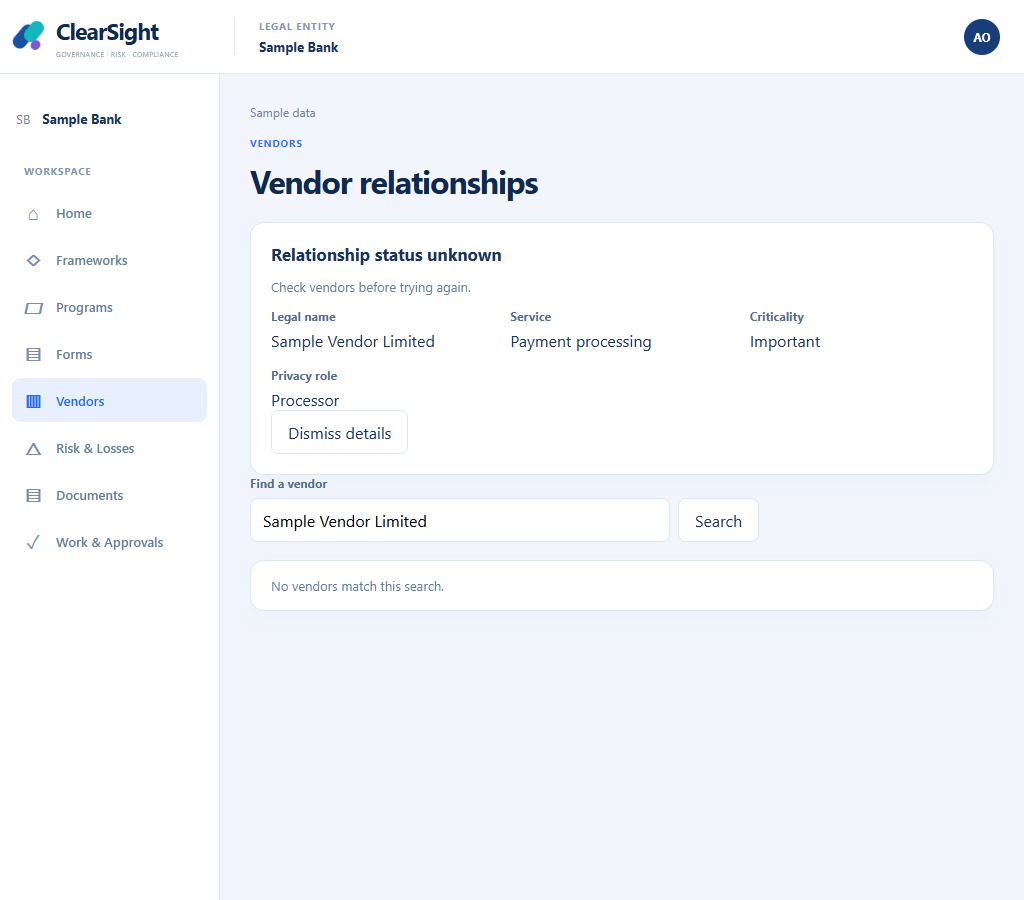 ClearSight
GOVERNANCE · RISK · COMPLIANCE
LEGAL ENTITY
Sample Bank
AO
SB Sample Bank
WORKSPACE
Home
Frameworks
Programs
Forms
Vendors
Risk & Losses
Documents
Work & Approvals
Sample data
VENDORS
Vendor relationships
Relationship status unknown
Check vendors before trying again.
Legal name
Sample Vendor Limited
Service
Payment processing
Criticality
Important
Privacy role
Processor
Dismiss details
Find a vendor
Sample Vendor Limited
Search
No vendors match this search.